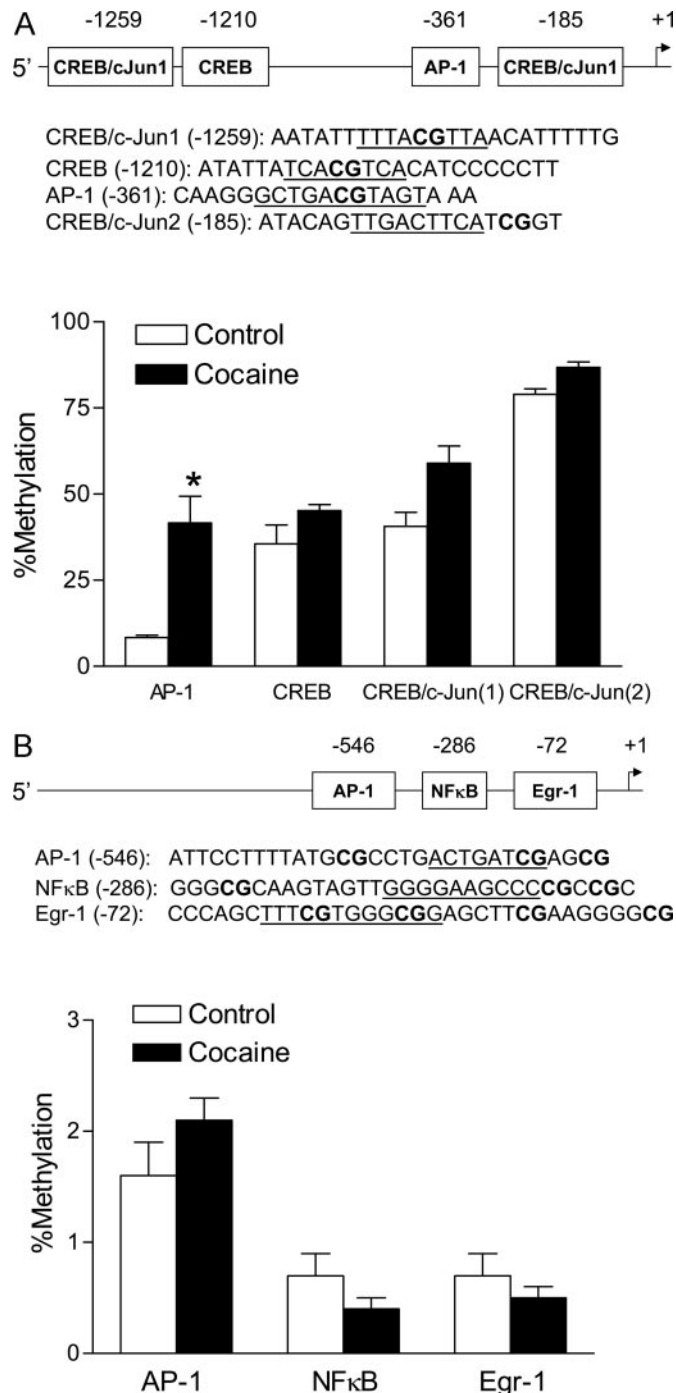 A
-1259 -1210 -361 -185 +1
5’ CREB/cJun1 CREB AP-1 CREB/cJun1
CREB/c-Jun1 (-1259): AATATTTTTACGTTAACATTTTTG
CREB (-1210): ATATTATCACGTCACATCCCCCTT
AP-1 (-361): CAAGGGCTGACGTAGTA AA
CREB/c-Jun2 (-185): ATACAGTTGACTTCATCGGT
100
75
50
25
0
%Methylation
Control
Cocaine
*
AP-1 CREB CREB/c-Jun(1) CREB/c-Jun(2)
B
-546 -286 -72 +1
5’ AP-1 NFκB Egr-1
AP-1 (-546): ATTCCTTTTATGCGCCTGACTGATCGAGCG
NFκB (-286): GGGCGCAAGTAGTTGGGGAAGCCCCGCCGC
Egr-1 (-72): CCCAGCTTTCGTGGGCGGAGCTTCGAAGGGGCG
3
2
1
0
%Methylation
Control
Cocaine
AP-1 NFκB Egr-1